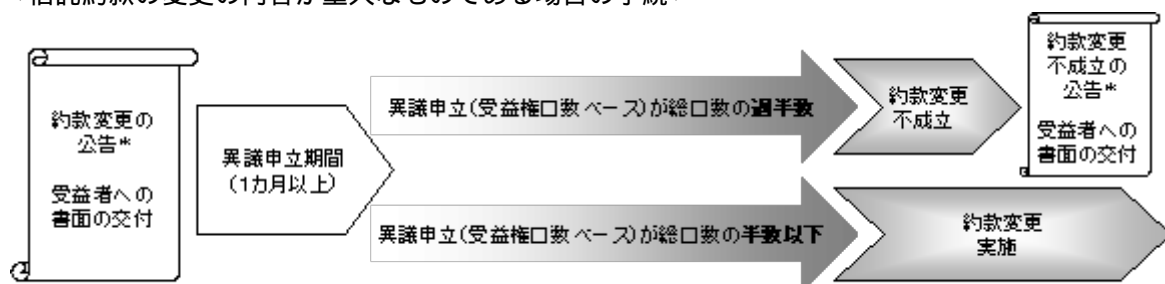 ＜信託約款の変更の内容が重大なものである場合の手続＞
約款変更の
公告*
受益者への
書面の交付
異議申立期間
（1カ月以上）
異議申立（受益権口数ベース）が総口数の過半数
約款変更
不成立
約款変更
不成立の
公告*
受益者への
書面の交付
異議申立（受益権口数ベース）が総口数の半数以下
約款変更
実施